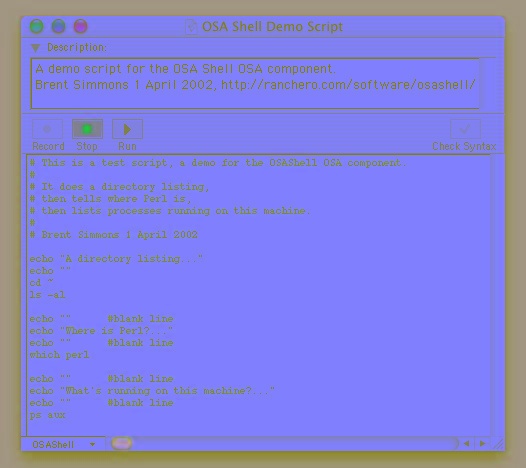 OSA Shell Demo Script
Description:
A demo script for the OSA Shell OSA component.
Brent Simmons 1 April 2002, http://ranchero.com/software/osashell/
Record Stop Run Check Syntax
# This is a test script, a demo for the OSAShell OSA component.
#
# It does a directory listing,
# then tells where Perl is,
# then lists processes running on this machine.
#
# Brent Simmons 1 April 2002
echo "A directory listing..."
echo ""
cd ~
ls -al
echo "" #blank line
echo "Where is Perl?..."
echo "" #blank line
which perl
echo "" #blank line
echo "What's running on this machine?..."
echo "" #blank line
ps aux
OSAShell